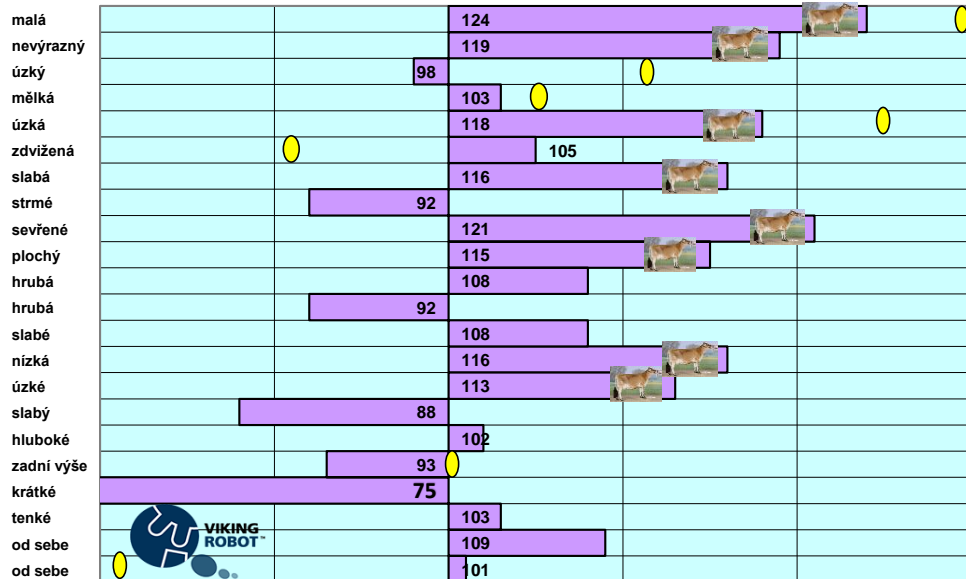 malá 124
nevýrazný 119
úzký 98
mělká 103
úzká 118
zdvižená 105
slabá 116
strmé 92
sevřené 121
plochý 115
hrubá 108
hrubá 92
slabé 108
nízká 116
úzké 113
slabý 88
hluboké 102
zadní výše 93
krátké 75
tenké 103
VIKING
ROBOT™
od sebe 109
od sebe 101